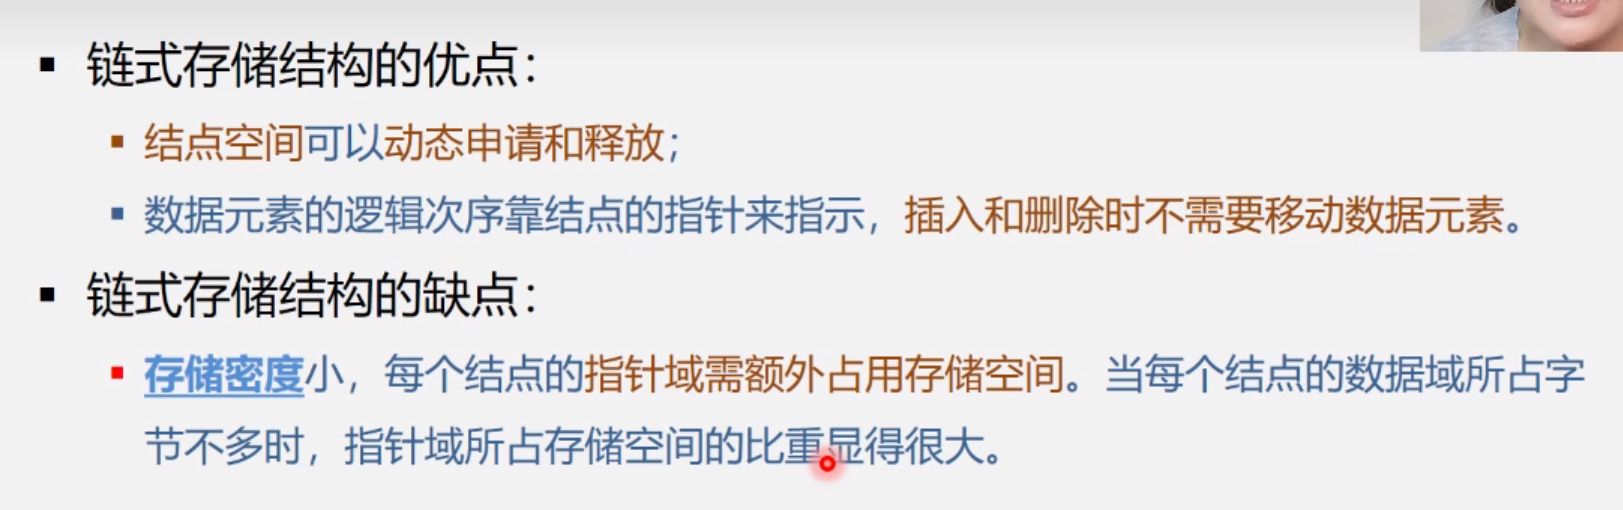 ▪ 链式存储结构的优点：
▪ 结点空间可以动态申请和释放；
▪ 数据元素的逻辑次序靠结点的指针来指示，插入和删除时不需要移动数据元素。
▪ 链式存储结构的缺点：
▪ 存储密度小，每个结点的指针域需额外占用存储空间。当每个结点的数据域所占字
节不多时，指针域所占存储空间的比重显得很大。